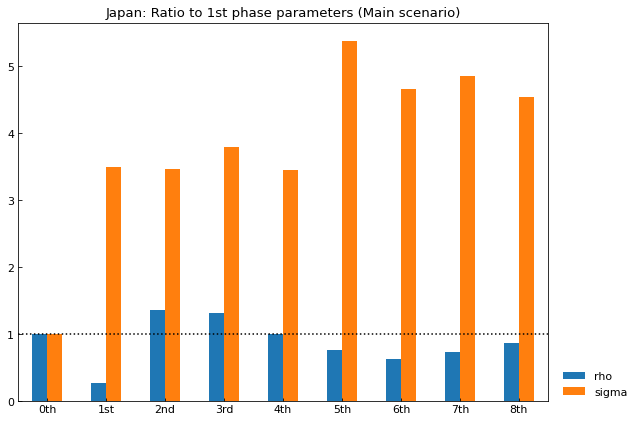 Japan: Ratio to 1st phase parameters (Main scenario)
5
4
3
2
1
0
0th 1st 2nd 3rd 4th 5th 6th 7th 8th
rho
sigma